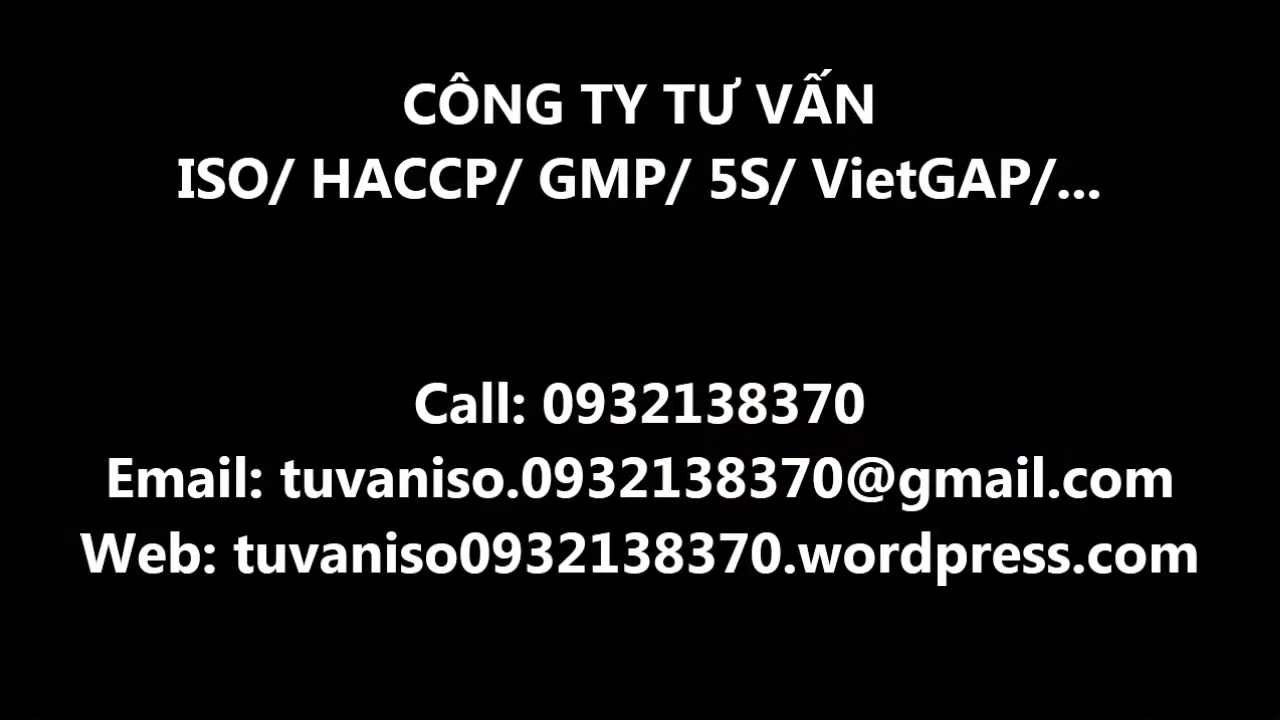 CÔNG TY TƯ VẤN
ISO/ HACCP/ GMP/ 5S/ VietGAP/...
Call: 0932138370
Email: tuvaniso.0932138370@gmail.com
Web: tuvaniso0932138370.wordpress.com